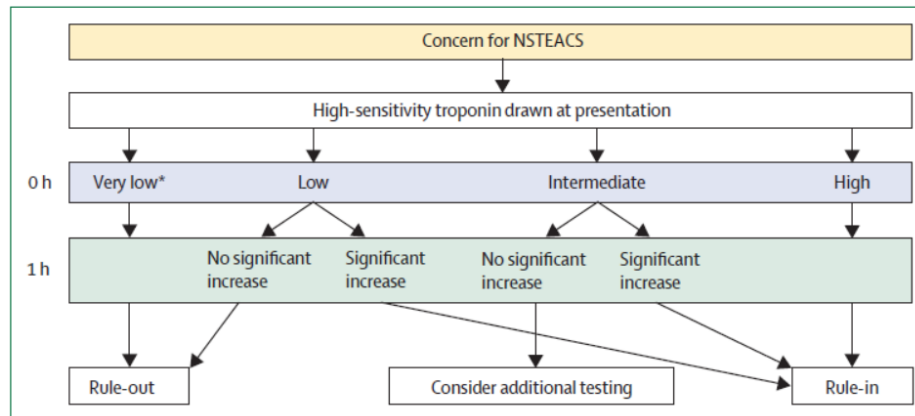 Concern for NSTEACS
High-sensitivity troponin drawn at presentation
0 h
Very low*
Low
Intermediate
High
1 h
No significant
increase
Significant
increase
No significant
increase
Significant
increase
Rule-out
Consider additional testing
Rule-in